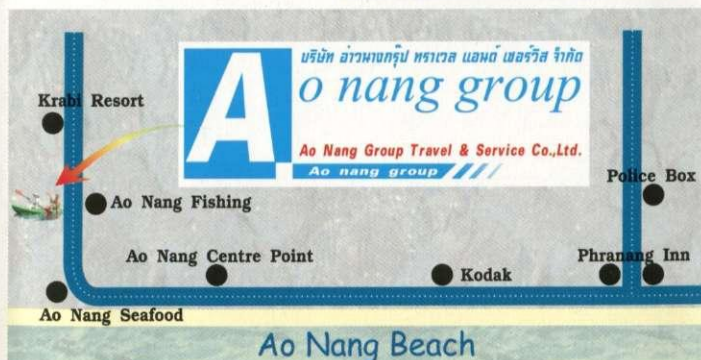 บริษัท อ่าวนางกรุ๊ป ทราเวล แอนด์ เซอร์วิส จำกัด
Ao nang group
Ao Nang Group Travel & Service Co.,Ltd.
Ao nang group
Krabi Resort
Police Box
Ao Nang Fishing
Ao Nang Centre Point
Kodak
Phranang Inn
Ao Nang Seafood
Ao Nang Beach